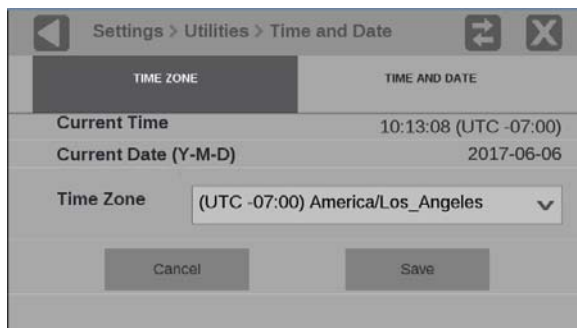 Settings > Utilities > Time and Date
TIME ZONE TIME AND DATE
Current Time 10:13:08 (UTC -07:00)
Current Date (Y-M-D) 2017-06-06
Time Zone (UTC -07:00) America/Los_Angeles
Cancel Save